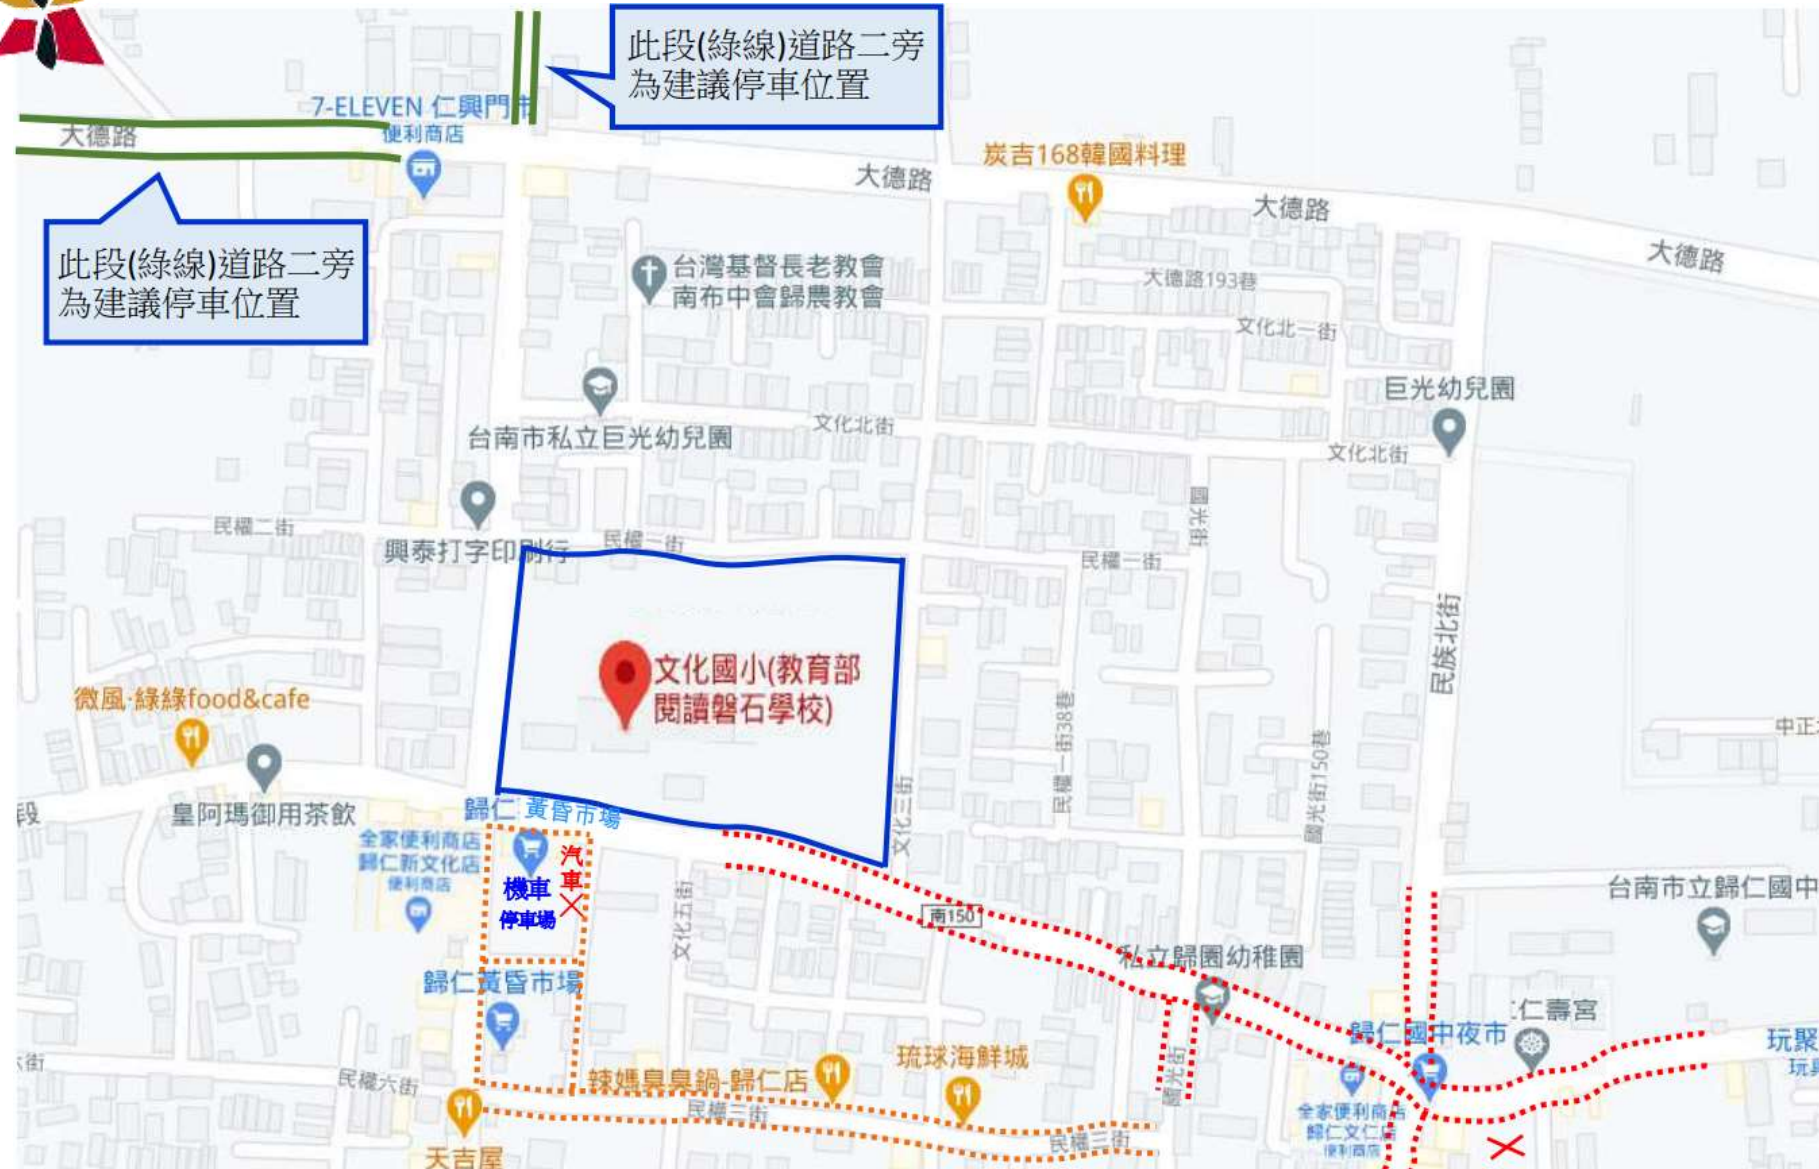 此段(綠線)道路二旁
為建議停車位置
7-ELEVEN 仁興門市
便利商店
大德路
大德路
炭吉168韓國料理
大德路
大德路
此段(綠線)道路二旁
為建議停車位置
台灣基督長老教會
南布中會歸農教會
大德路193巷
文化北一街
巨光幼兒園
台南市私立巨光幼兒園
文化北街
文化北街
民權二街
興泰打字印刷行
民權一街
國光街
民權一街
民族北街
文化國小(教育部
閱讀磐石學校)
微風·綠綠food&cafe
民權一街38巷
國光街150巷
中正
段
皇阿瑪御用茶飲
歸仁 黃昏市場
文化三街
全家便利商店
歸仁新文化店
便利商店
汽
車
機車
停車場
文化五街
南150
台南市立歸仁國中
私立歸園幼稚園
歸仁黃昏市場
仁壽宮
歸仁國中夜市
玩聚
玩具
街
民權六街
辣媽臭臭鍋-歸仁店
琉球海鮮城
國光街
民權三街
民權三街
全家便利商店
歸仁文仁店
便利商店
天吉屋